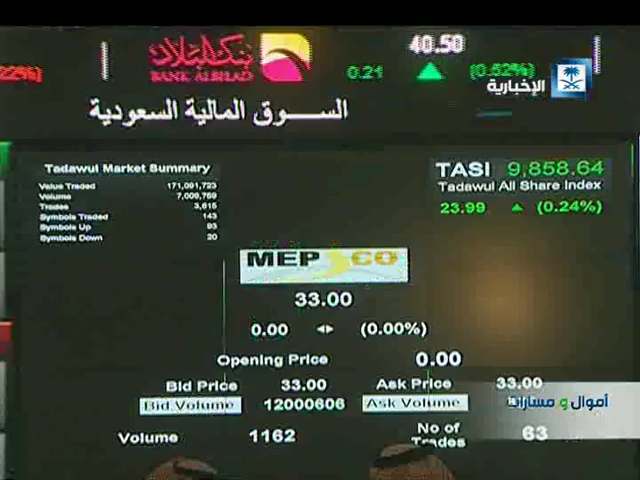 22%)
بنك البلاد
BANK ALBILAD
40.50
0.21 (0.52%)
الإخبارية
الســـوق المالية السعودية
Tadawul Market Summary
Value Traded 171,091,723
Volume 7,009,759
Trades 3,615
Symbols Traded 143
Symbols Up 93
Symbols Down 20
TASI 9,858.64
Tadawul All Share Index
23.99 (0.24%)
MEPCO
33.00
0.00 (0.00%)
Opening Price 0.00
Bid Price 33.00 Ask Price 33.00
Bid Volume 12000606 Ask Volume
أموال و مسارات
Volume 1162 No of Trades 63